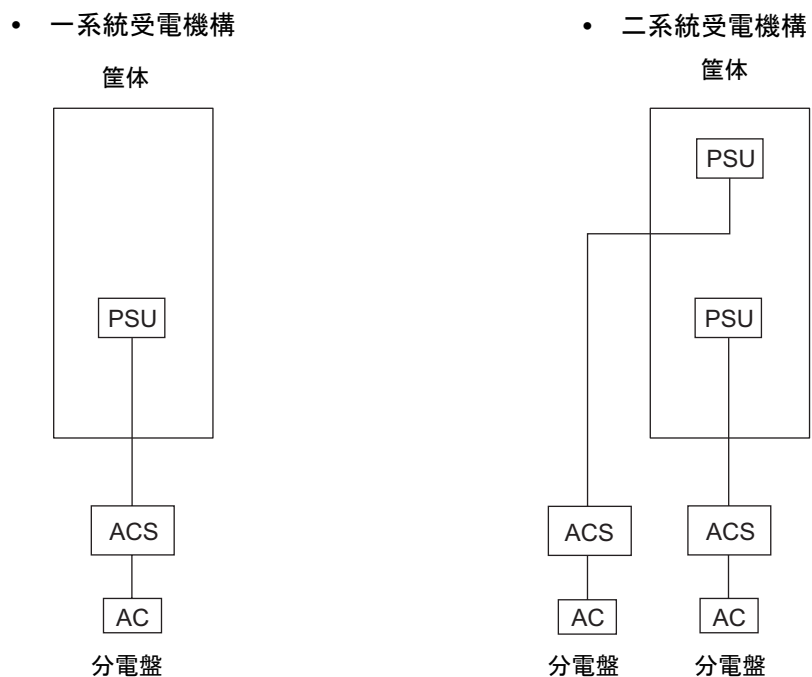 • 一系統受電機構
筐体
PSU
ACS
AC
分電盤
• 二系統受電機構
筐体
PSU
PSU
ACS ACS
AC AC
分電盤 分電盤